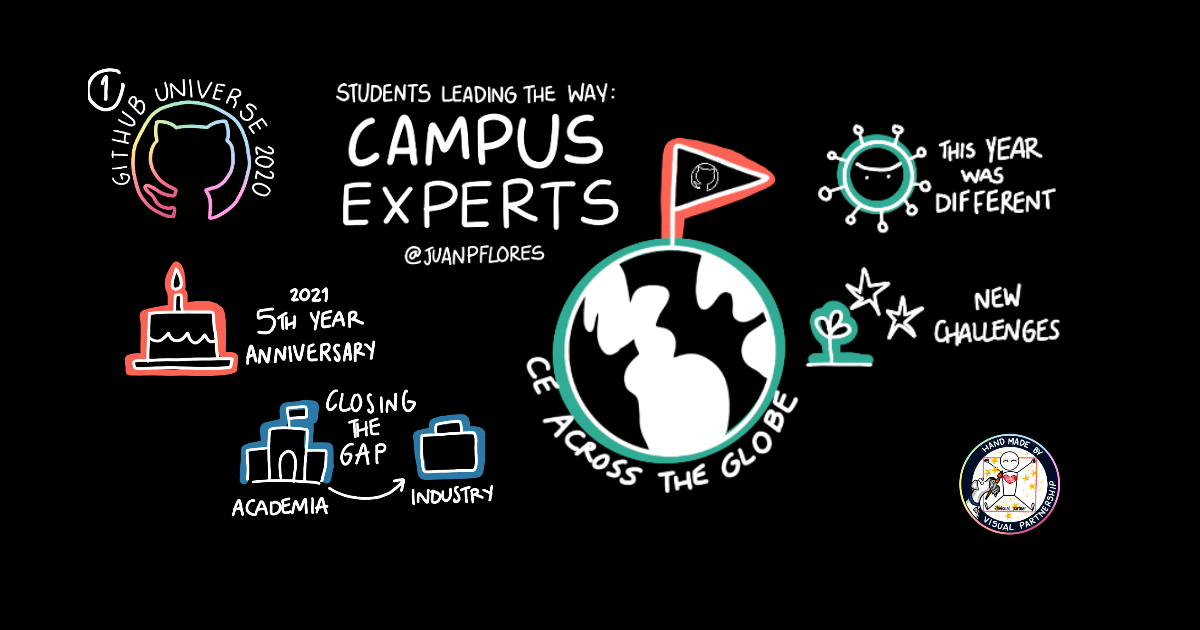 1
GITHUB UNIVERSE 2020
STUDENTS LEADING THE WAY:
CAMPUS
EXPERTS
@JUANPFLORES
THIS YEAR
WAS
DIFFERENT
2021
5TH YEAR
ANNIVERSARY
NEW
CHALLENGES
CLOSING
THE
GAP
ACADEMIA
INDUSTRY
CE ACROSS THE GLOBE
HAND MADE BY
VISUAL PARTNERSHIP